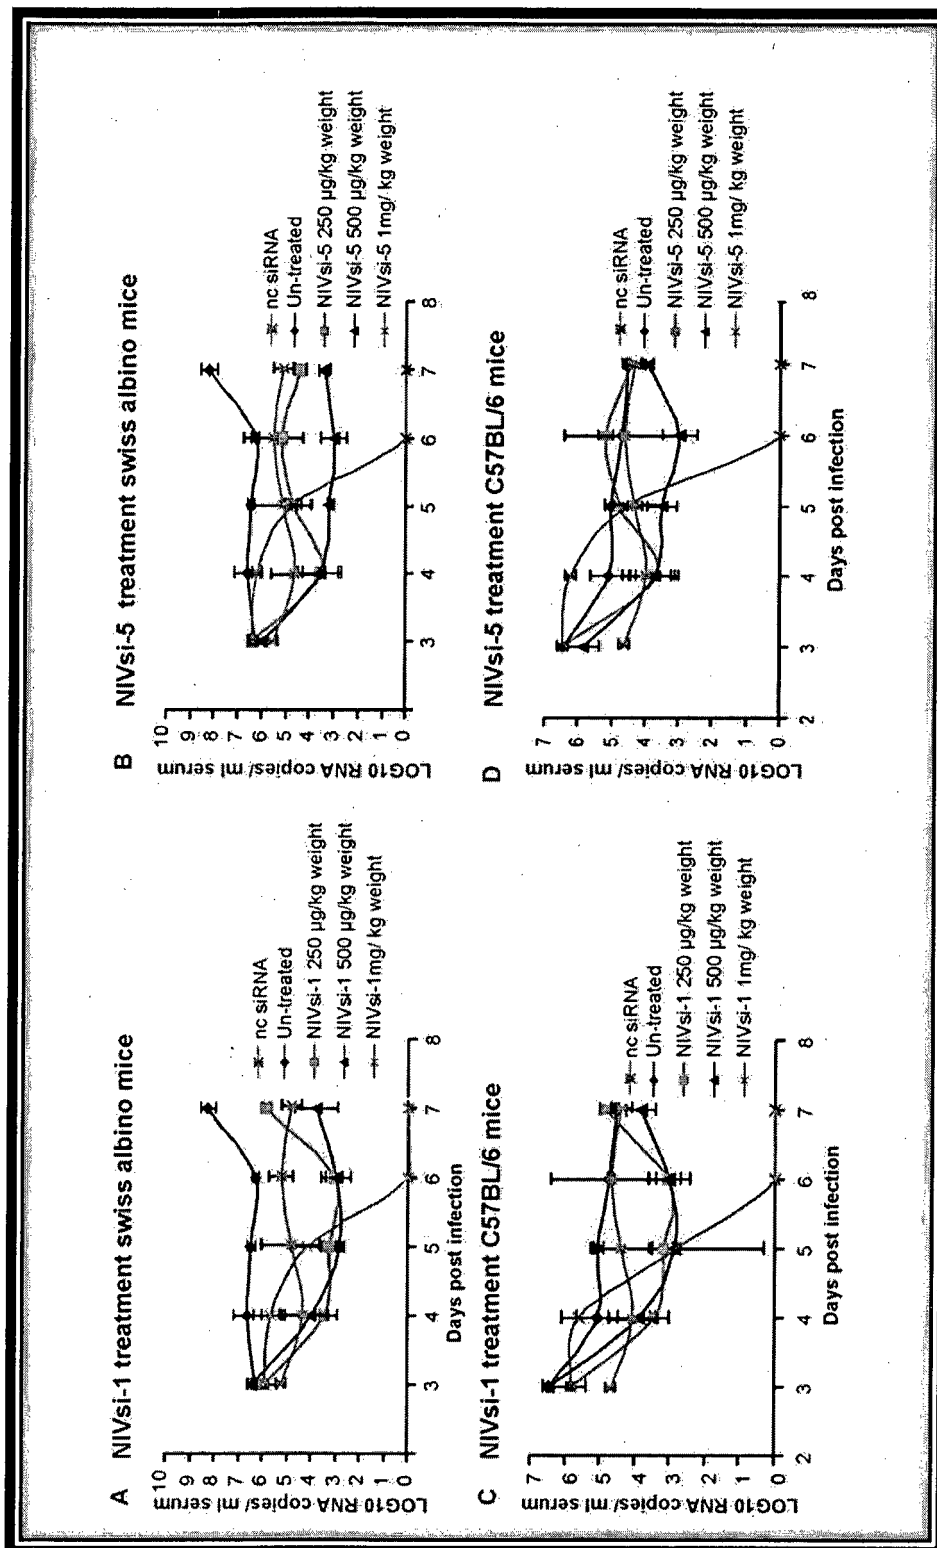 A NIVsi-1 treatment swiss albino mice
LOG10 RNA copies/ ml serum
10
9
8
7
6
5
4
3
2
1
0
3
4
5
6
7
8
Days post infection
nc siRNA
Un-treated
NIVsi-1 250 µg/kg weight
NIVsi-1 500 µg/kg weight
NIVsi-1mg/ kg weight
B NIVsi-5 treatment swiss albino mice
LOG10 RNA copies/ ml serum
10
9
8
7
6
5
4
3
2
1
0
3
4
5
6
7
8
nc siRNA
Un-treated
NIVsi-5 250 µg/kg weight
NIVsi-5 500 µg/kg weight
NIVsi-5 1mg/ kg weight
C NIVsi-1 treatment C57BL/6 mice
LOG10 RNA copies/ ml serum
7
6
5
4
3
2
1
0
2
3
4
5
6
7
8
Days post infection
nc siRNA
Un-treated
NIVsi-1 250 µg/kg weight
NIVsi-1 500 µg/kg weight
NIVsi-1 1mg/ kg weight
D NIVsi-5 treatment C57BL/6 mice
LOG10 RNA copies/ ml serum
7
6
5
4
3
2
1
0
2
3
4
5
6
7
8
Days post infection
nc siRNA
Un-treated
NIVsi-5 250 µg/kg weight
NIVsi-5 500 µg/kg weight
NIVsi-5 1mg/ kg weight